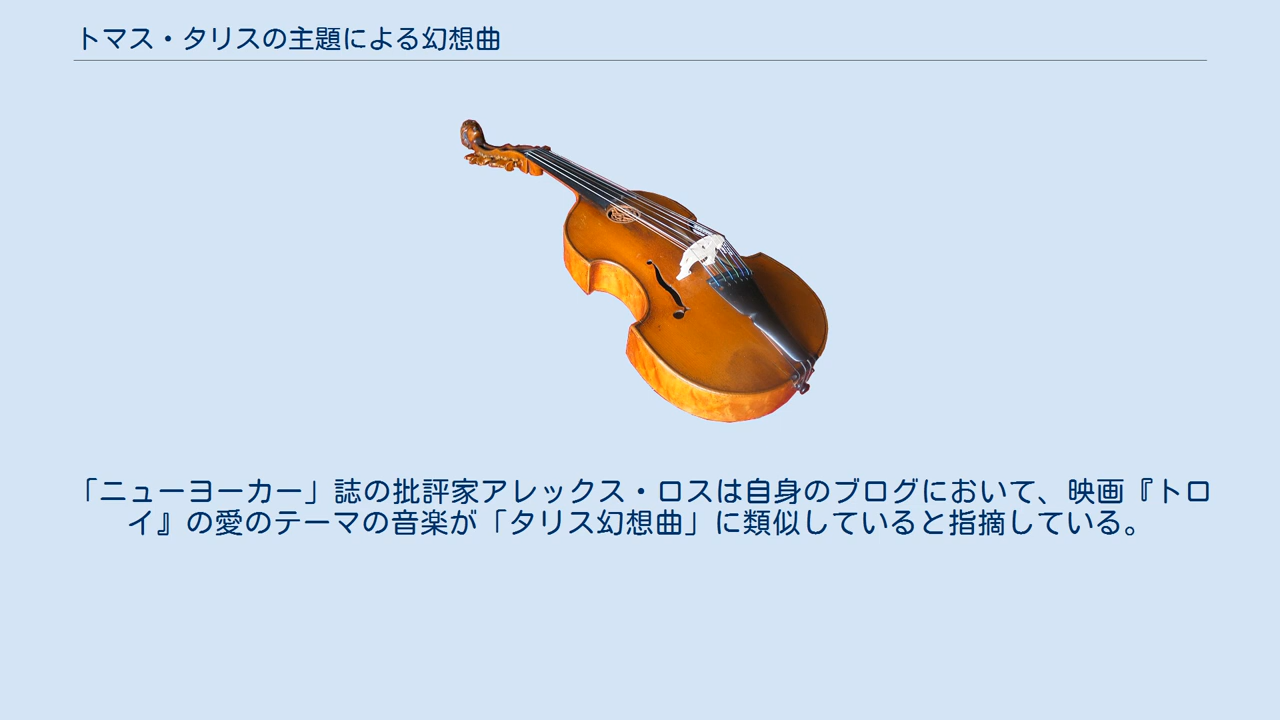 トマス・タリスの主題による幻想曲
「ニューヨーカー」誌の批評家アレックス・ロスは自身のブログにおいて、映画『トロ
イ』の愛のテーマの音楽が「タリス幻想曲」に類似していると指摘している。